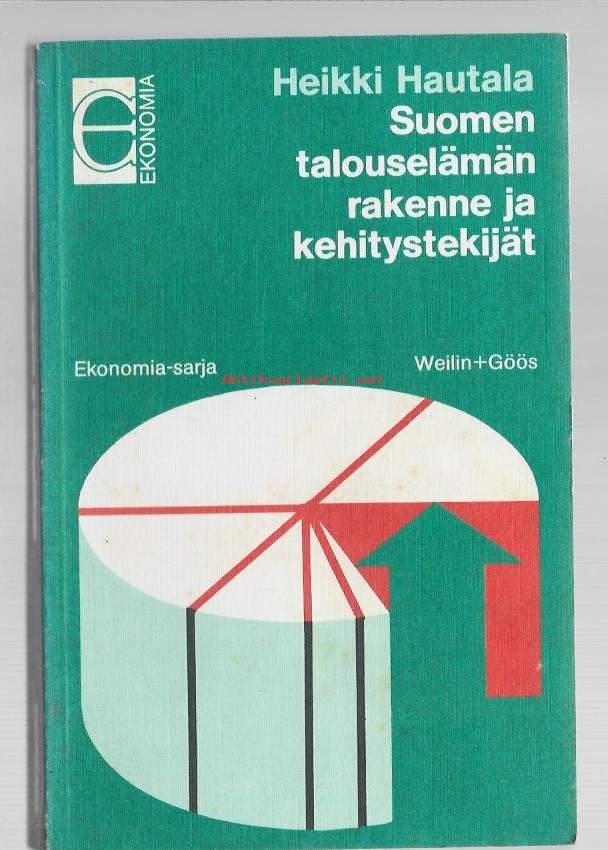 EKONOMIA
Heikki Hautala
Suomen
talouselämän
rakenne ja
kehitystekijät
Ekonomia-sarja
Weilin+Göös
Antikvariaatti.net